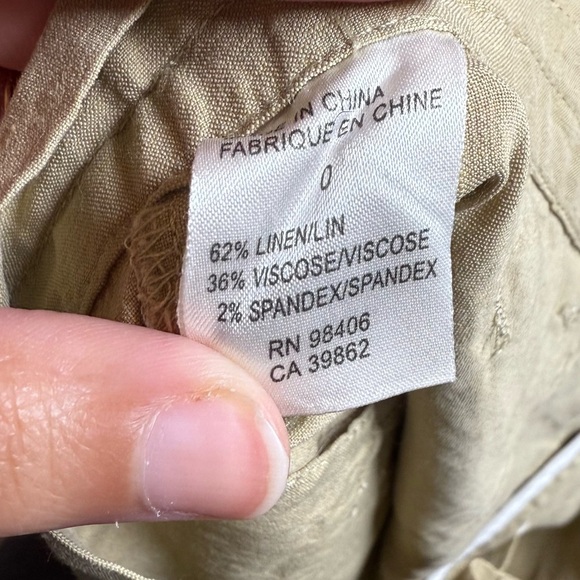 IN CHINA
FABRIQUE EN CHINE
0
62% LINEN/LIN
36% VISCOSE/VISCOSE
2% SPANDEX/SPANDEX
RN 98406
CA 39862